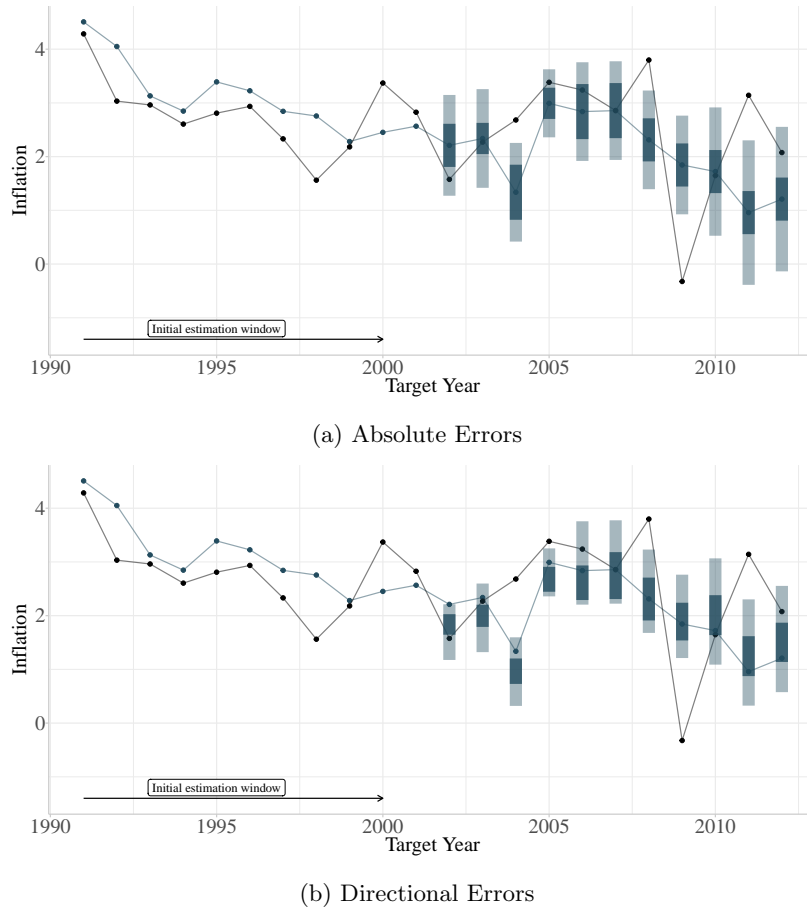 4
2
0
Inflation
Initial estimation window
1990 1995 2000 2005 2010
Target Year
(a) Absolute Errors
4
2
0
Inflation
Initial estimation window
1990 1995 2000 2005 2010
Target Year
(b) Directional Errors